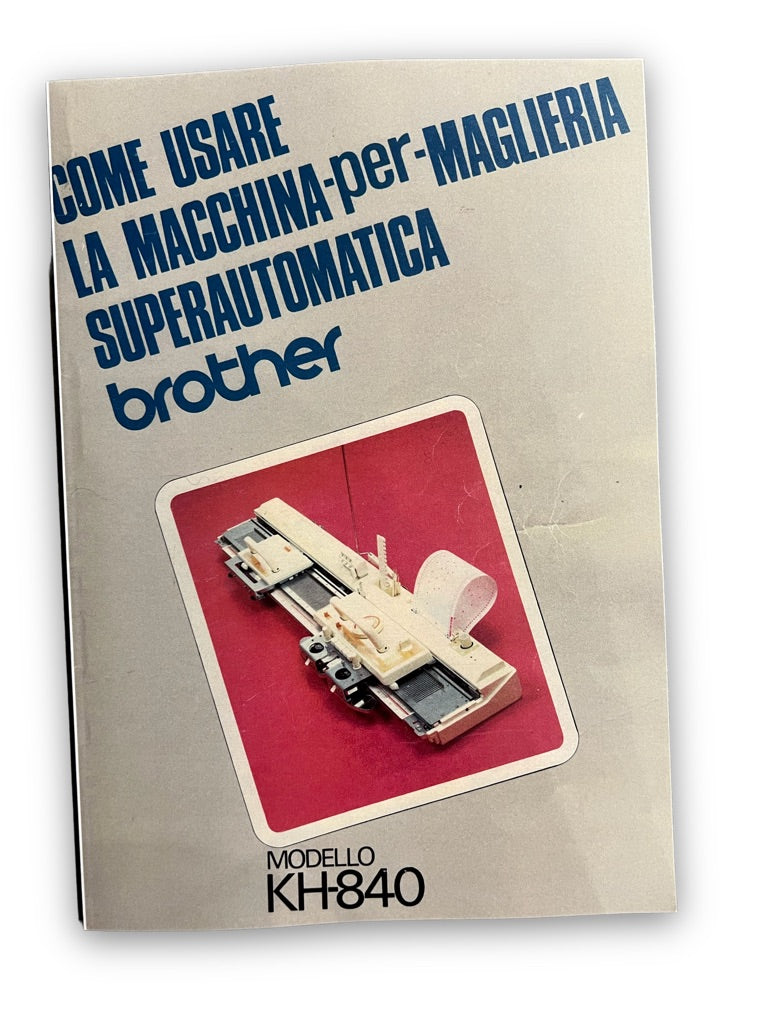 COME USARE
LA MACCHINA-per-MAGLIERIA
SUPERAUTOMATICA
brother
MODELLO
KH-840